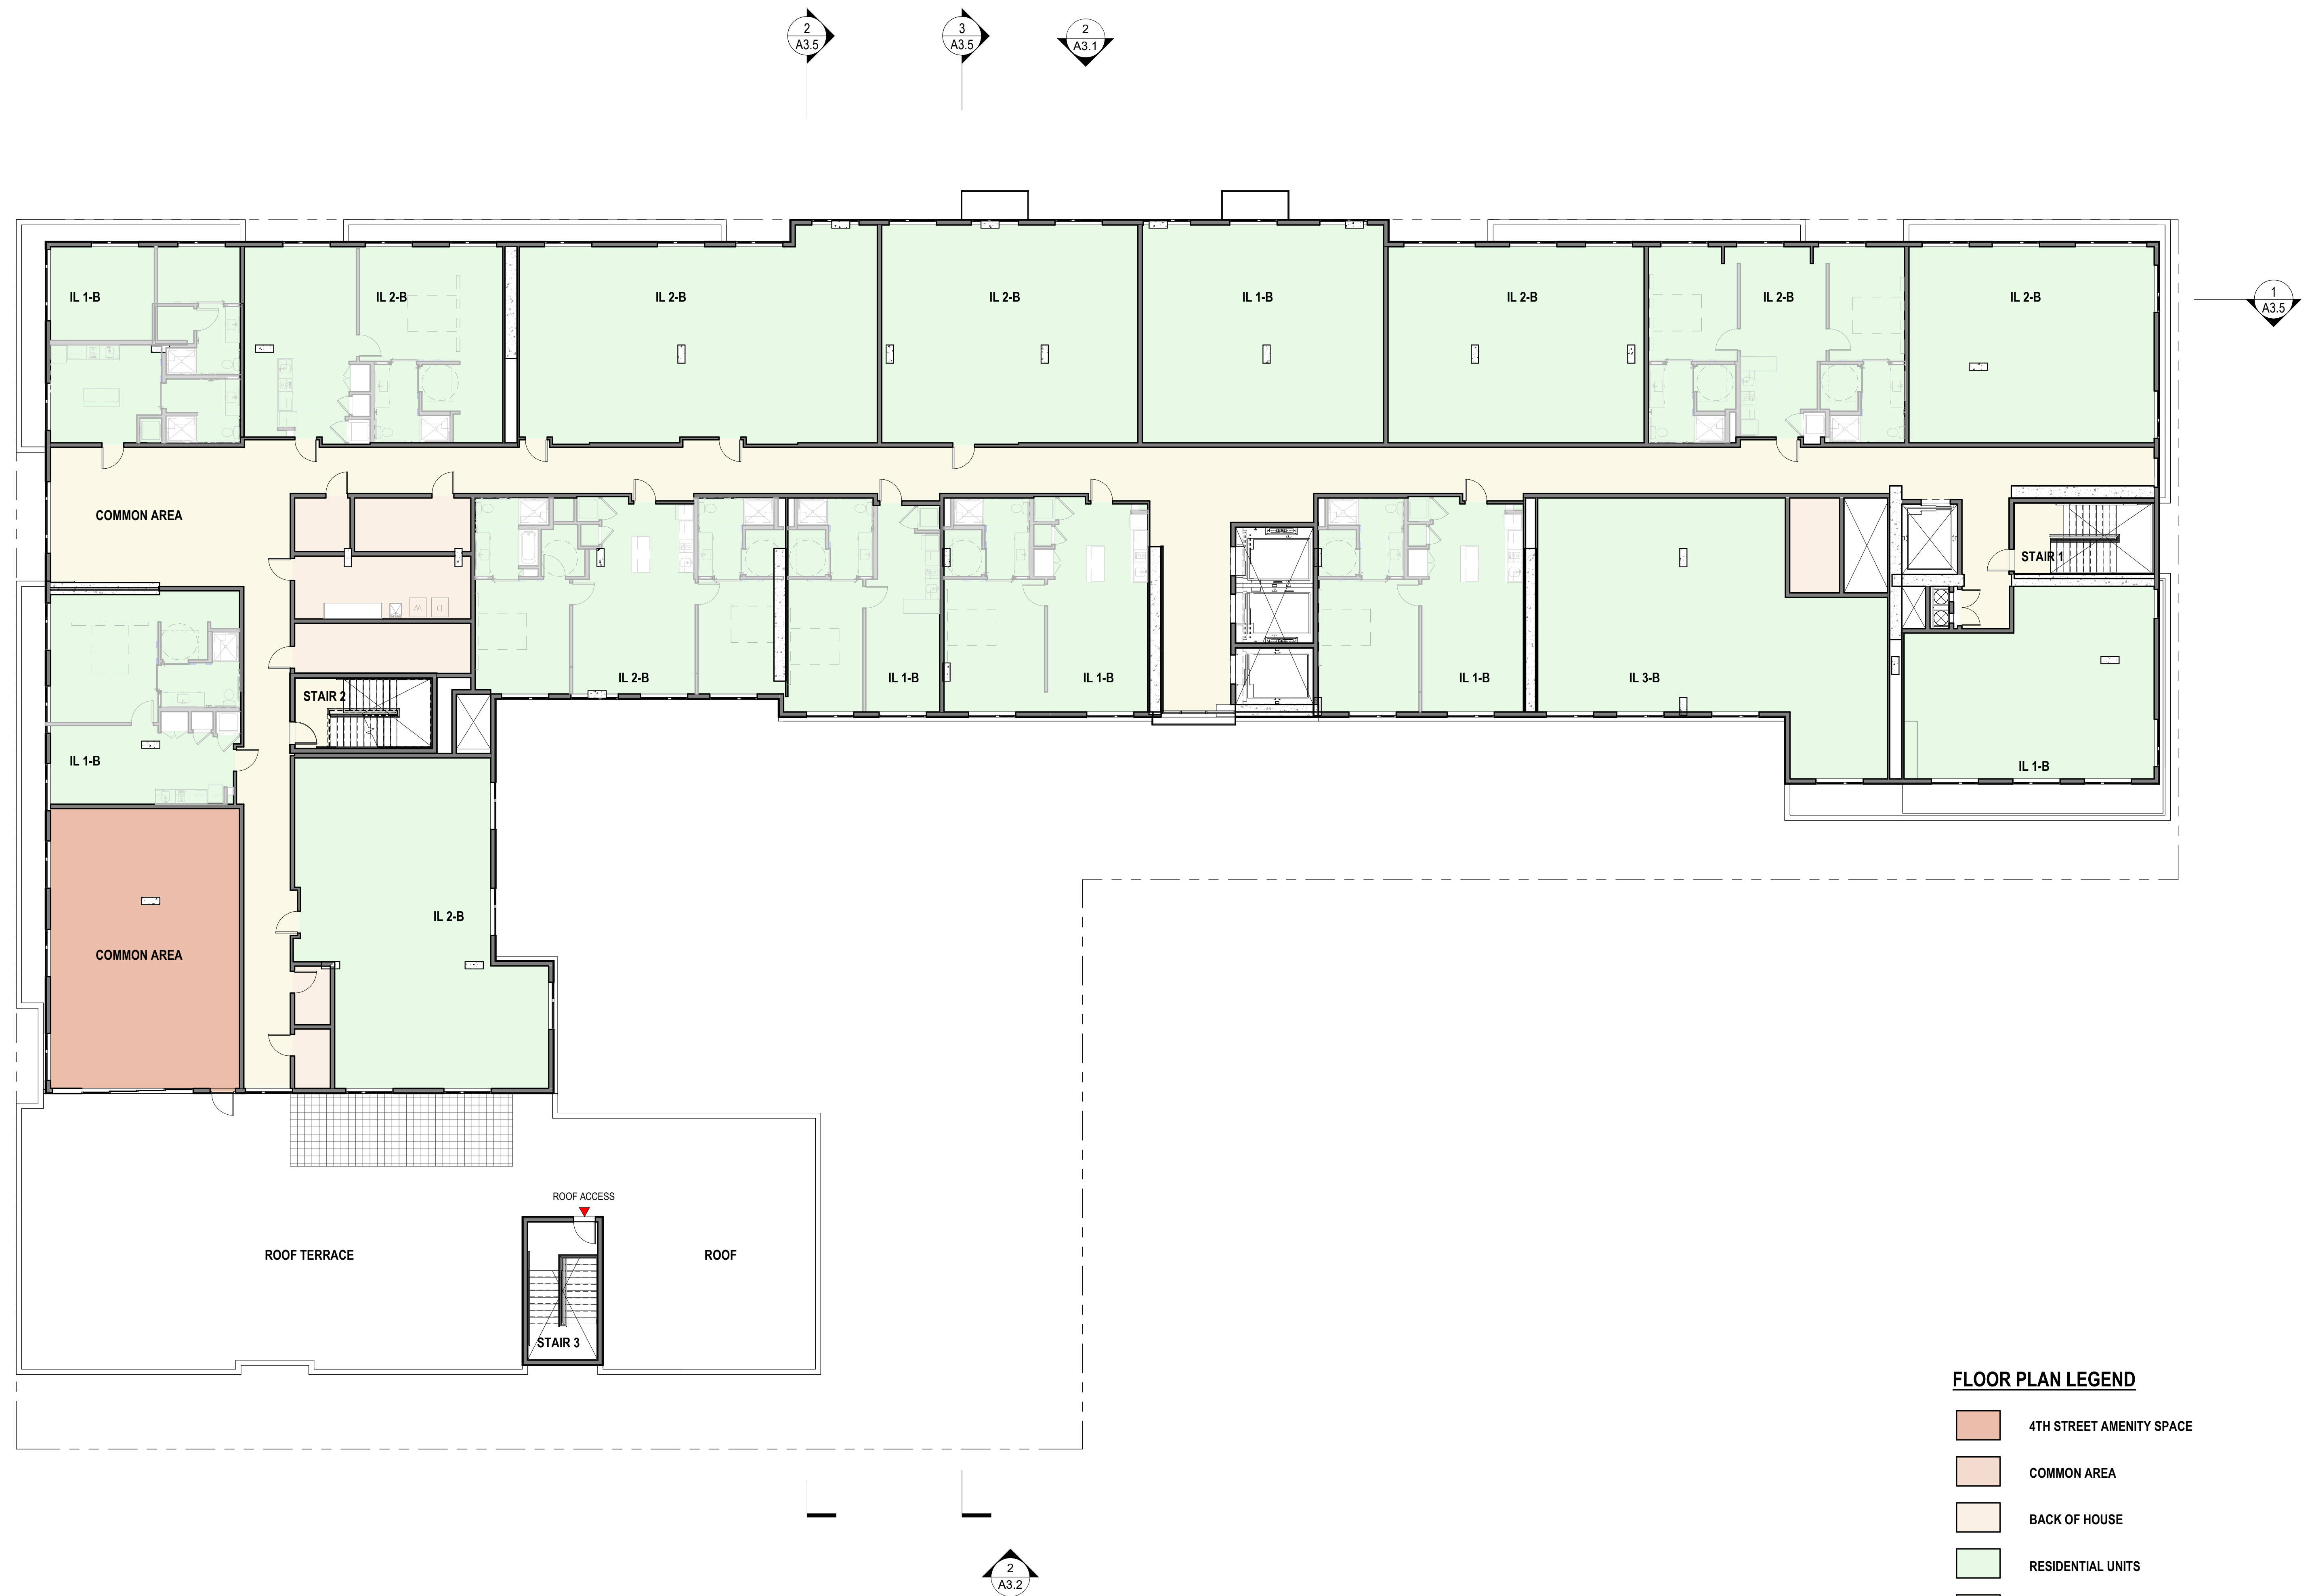 2
A3.5
3
A3.5
2
A3.1
1
A3.5
IL 1-B
IL 2-B
IL 2-B
IL 2-B
IL 1-B
IL 2-B
IL 2-B
IL 2-B
COMMON AREA
STAIR 1
STAIR 2
IL 2-B
IL 1-B
IL 1-B
IL 1-B
IL 3-B
IL 1-B
IL 1-B
D
IL 2-B
COMMON AREA
ROOF ACCESS
ROOF TERRACE
ROOF
STAIR 3
FLOOR PLAN LEGEND
4TH STREET AMENITY SPACE
COMMON AREA
BACK OF HOUSE
RESIDENTIAL UNITS
2
A3.2